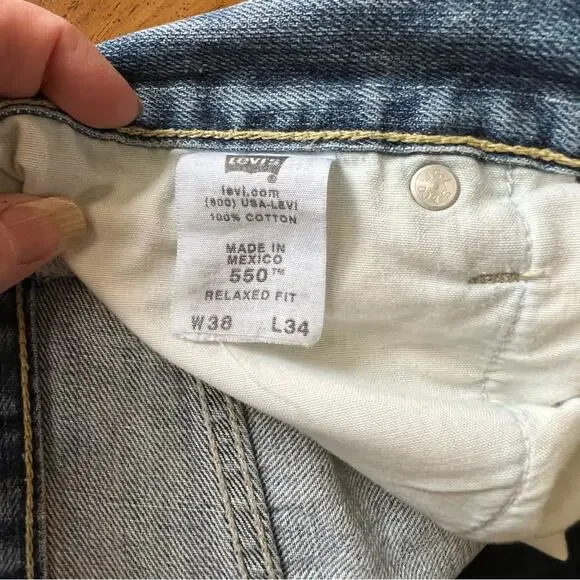 Levi's
®
levi.com
(800) USA-LEVI
100% COTTON
MADE IN
MEXICO
550™
RELAXED FIT
W38 L34